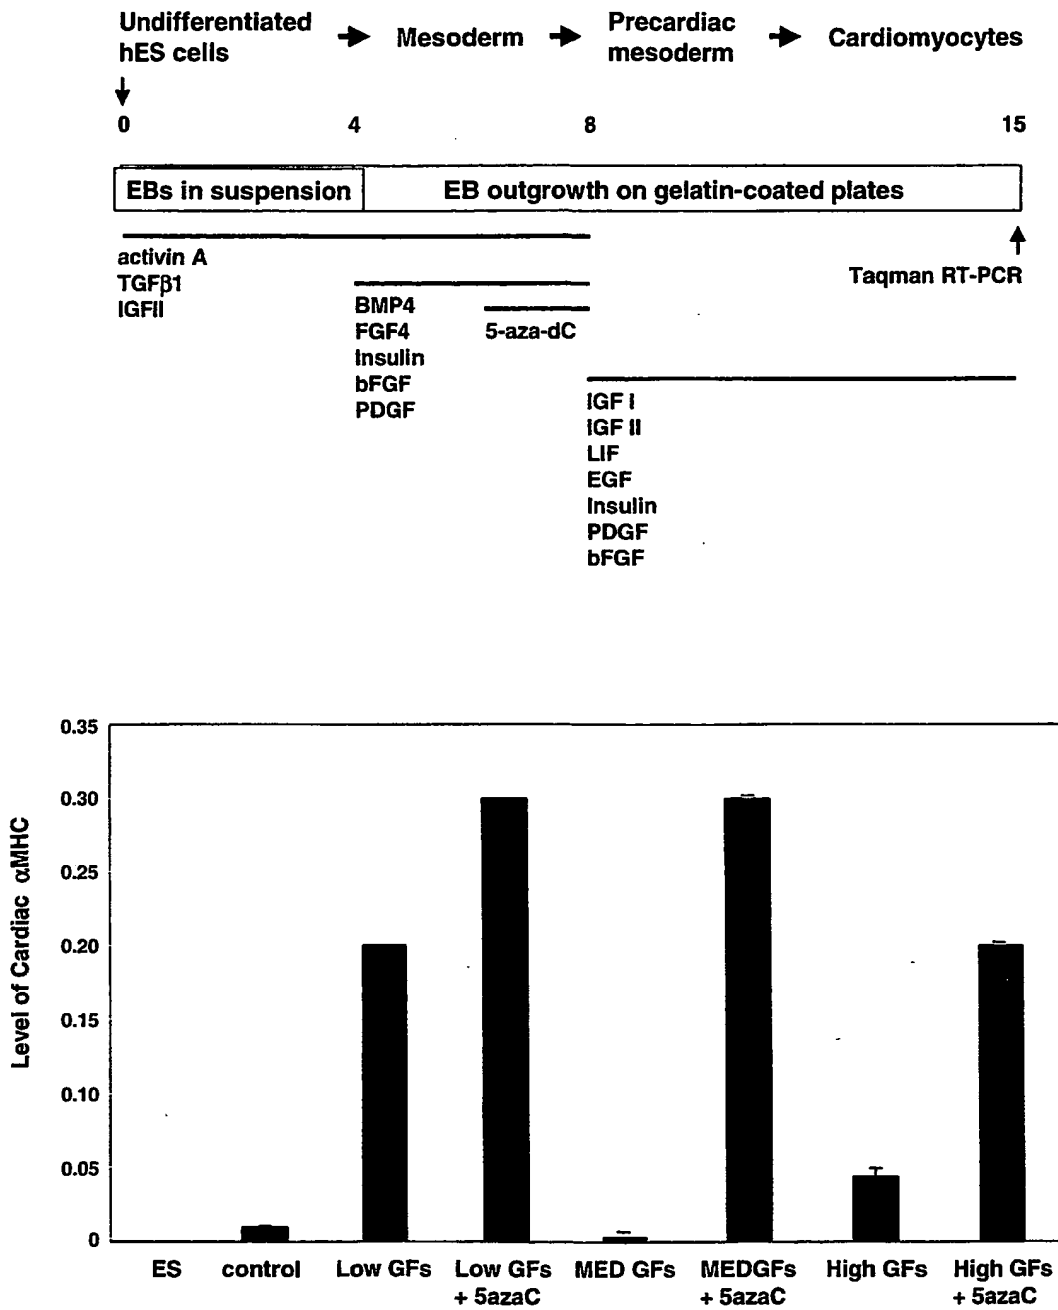 Undifferentiated
hES cells
Mesoderm
Precardiac
mesoderm
Cardiomyocytes
0 4 8 15
EBs in suspension
EB outgrowth on gelatin-coated plates
activin A
TGFβ1
IGFII
BMP4
FGF4
Insulin
bFGF
PDGF
5-aza-dC
Taqman RT-PCR
IGF I
IGF II
LIF
EGF
Insulin
PDGF
bFGF
Level of Cardiac αMHC
0.35
0.30
0.25
0.20
0.15
0.10
0.05
0
ES
control
Low GFs
Low GFs
+ 5azaC
MED GFs
MEDGFs
+ 5azaC
High GFs
High GFs
+ 5azaC